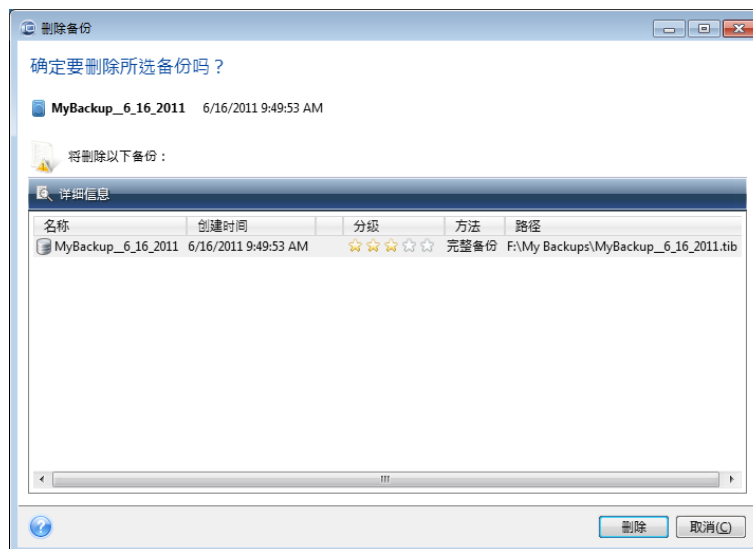 删除备份
确定要删除所选备份吗？
MyBackup__6_16_2011 6/16/2011 9:49:53 AM
将删除以下备份：
详细信息
名称 创建时间 分级 方法 路径
MyBackup__6_16_2011 6/16/2011 9:49:53 AM 完整备份 F:\My Backups\MyBackup__6_16_2011.tib
删除 取消(C)